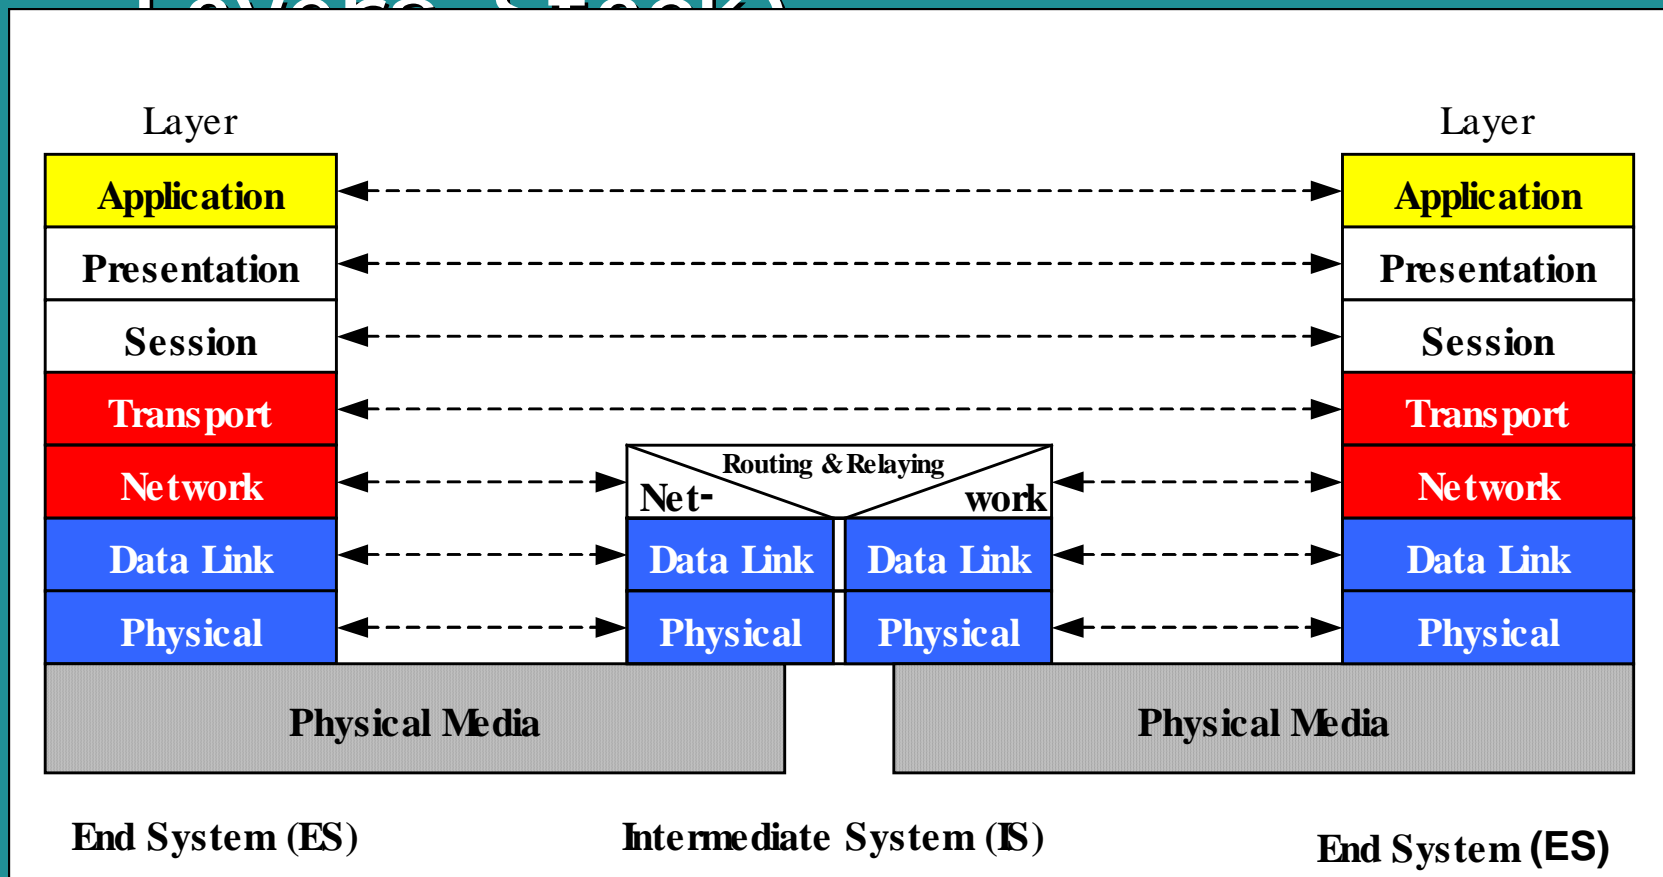 Layer
Layer
Application
Application
Presentation
Presentation
Session
Session
Transport
Transport
Network
Routing & Relaying
Net-
work
Network
Data Link
Data Link
Data Link
Data Link
Physical
Physical
Physical
Physical
Physical Media
Physical Media
End System (ES)
Intermediate System (IS)
End System (ES)